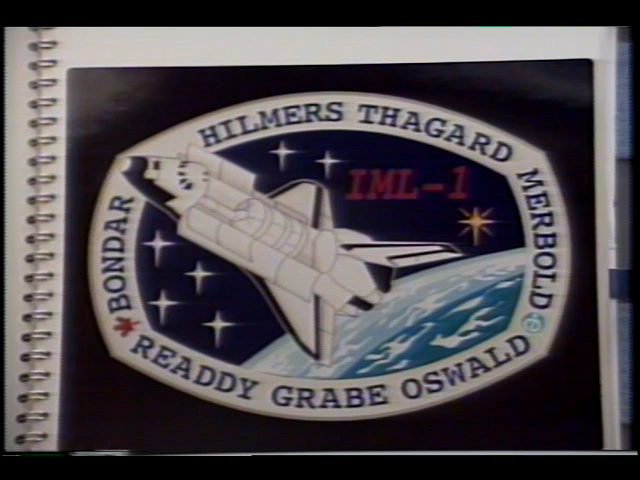 HILMERS THAGARD MERBOLD
IML-1
BONDAR
READDY GRABE OSWALD